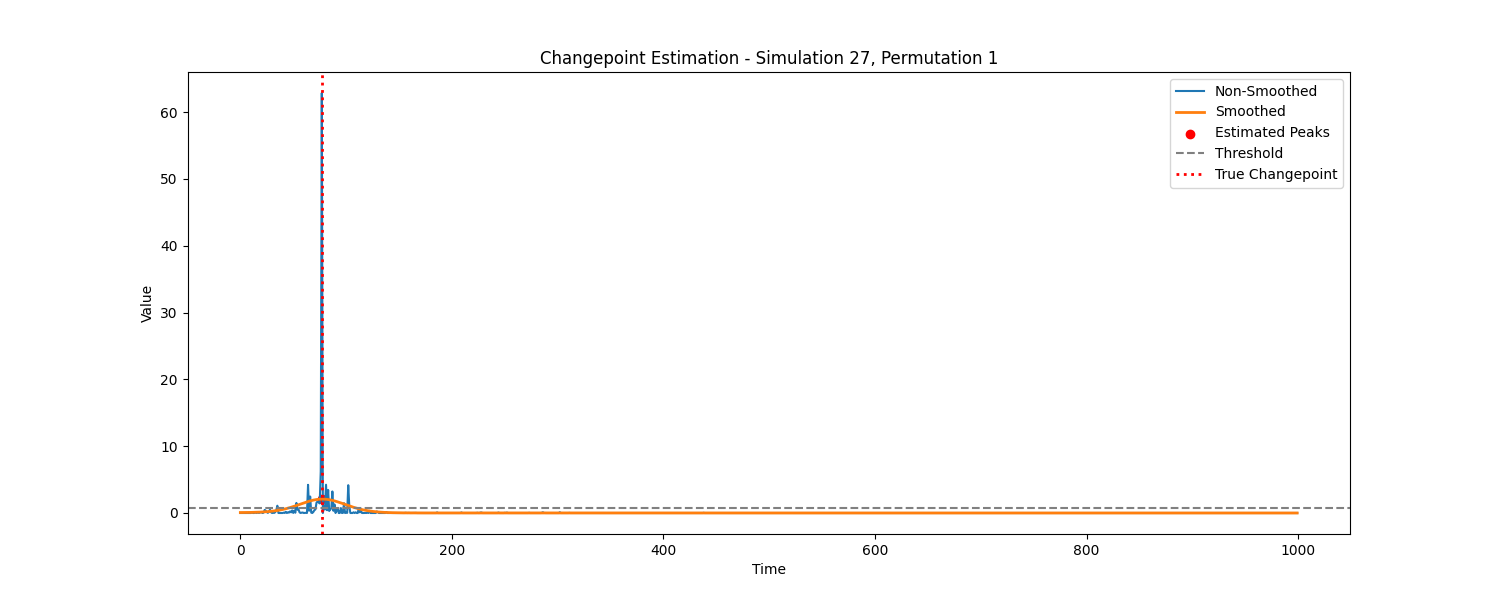 Changepoint Estimation - Simulation 27, Permutation 1
Non-Smoothed
Smoothed
Estimated Peaks
Threshold
True Changepoint
Value
60
50
40
30
20
10
0
0 200 400 600 800 1000
Time